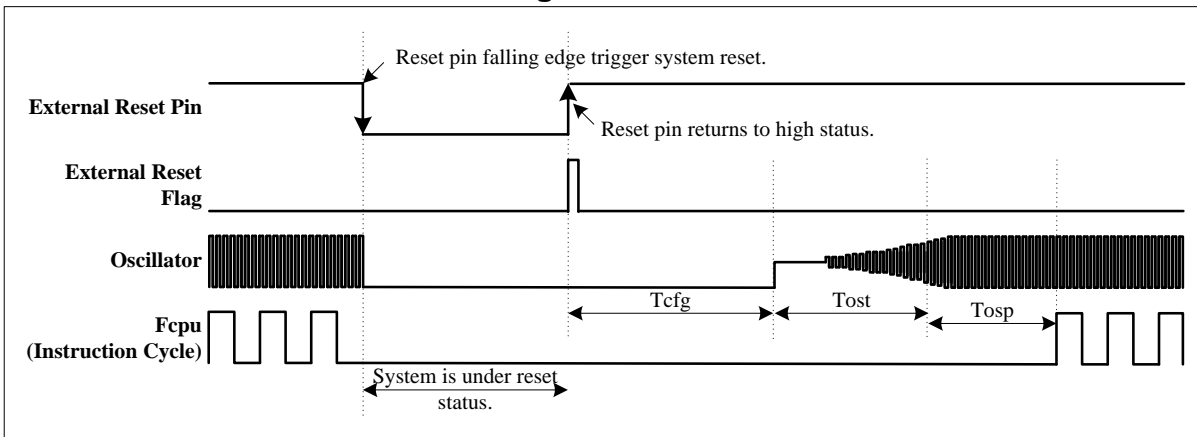 Reset pin falling edge trigger system reset.
External Reset Pin
Reset pin returns to high status.
External Reset
Flag
Oscillator
Tcfg
Tost
Tosp
Fcpu
(Instruction Cycle)
System is under reset
status.